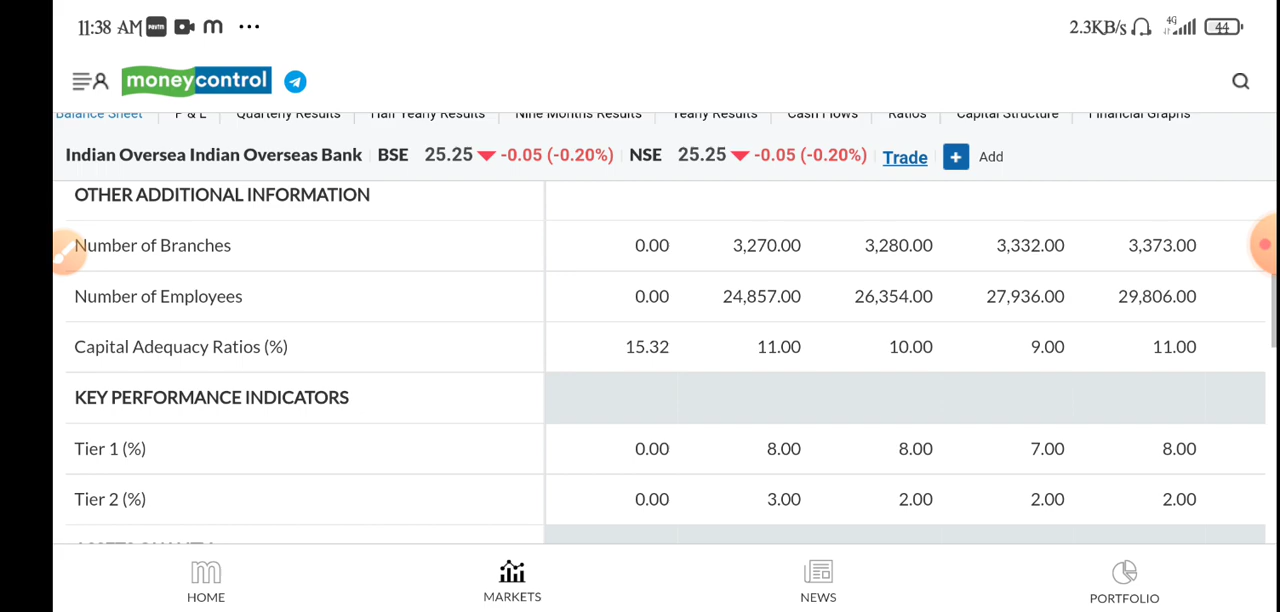 11:38 AM paytm m ...
2.3KB/s 4G 44
moneycontrol
Balance Sheet P & L Quarterly Results Half Yearly Results Nine Months Results Yearly Results Cash Flows Ratios Capital Structure Financial Graphs
Indian Oversea Indian Overseas Bank BSE 25.25 -0.05 (-0.20%) NSE 25.25 -0.05 (-0.20%) Trade + Add
OTHER ADDITIONAL INFORMATION
Number of Branches 0.00 3,270.00 3,280.00 3,332.00 3,373.00
Number of Employees 0.00 24,857.00 26,354.00 27,936.00 29,806.00
Capital Adequacy Ratios (%) 15.32 11.00 10.00 9.00 11.00
KEY PERFORMANCE INDICATORS
Tier 1 (%) 0.00 8.00 8.00 7.00 8.00
Tier 2 (%) 0.00 3.00 2.00 2.00 2.00
HOME MARKETS NEWS PORTFOLIO